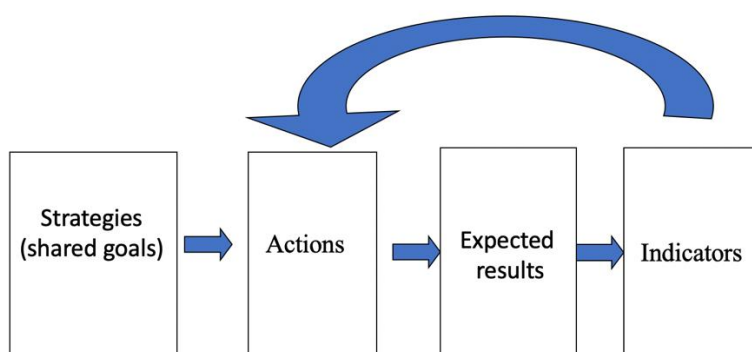 Strategies
(shared goals)
Actions
Expected
results
Indicators